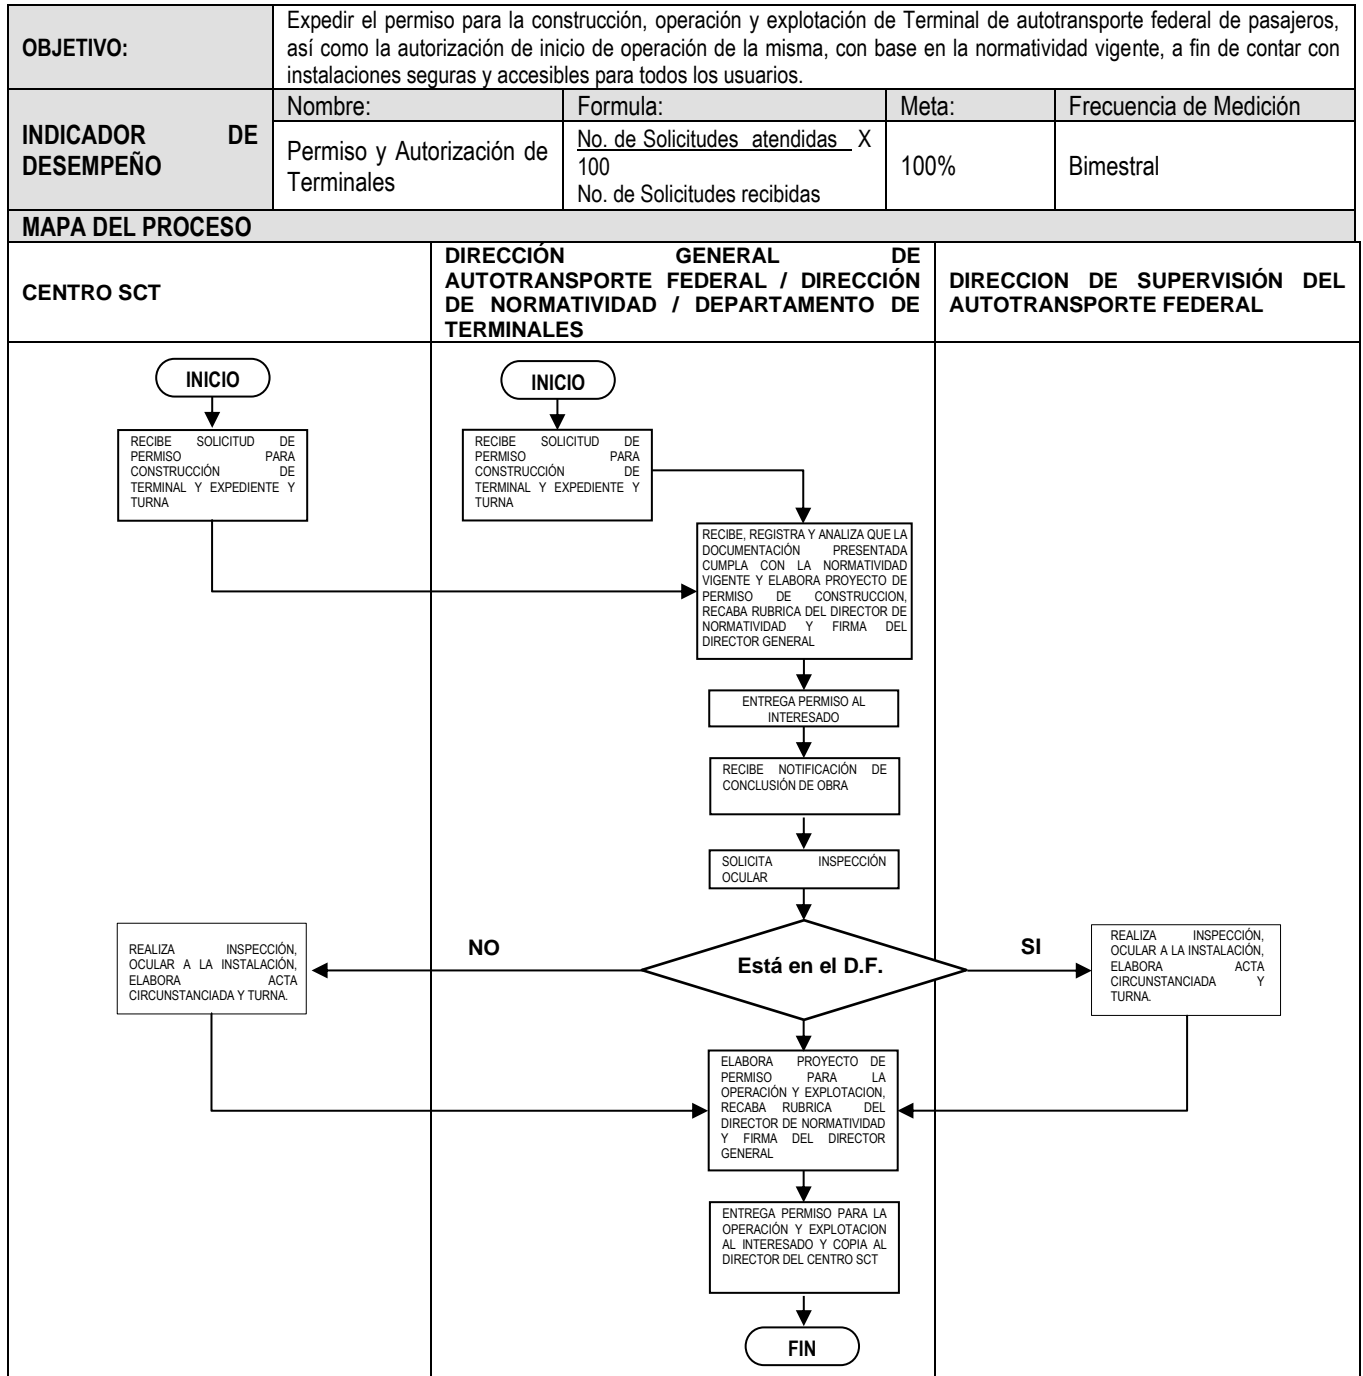 OBJETIVO:
Expedir el permiso para la construcción, operación y explotación de Terminal de autotransporte federal de pasajeros,
así como la autorización de inicio de operación de la misma, con base en la normatividad vigente, a fin de contar con
instalaciones seguras y accesibles para todos los usuarios.
INDICADOR DE
DESEMPEÑO
Nombre:
Formula:
Meta:
Frecuencia de Medición
Permiso y Autorización de
Terminales
No. de Solicitudes atendidas X
100
No. de Solicitudes recibidas
100%
Bimestral
MAPA DEL PROCESO
CENTRO SCT
DIRECCIÓN GENERAL DE
AUTOTRANSPORTE FEDERAL / DIRECCIÓN
DE NORMATIVIDAD / DEPARTAMENTO DE
TERMINALES
DIRECCION DE SUPERVISIÓN DEL
AUTOTRANSPORTE FEDERAL
INICIO
INICIO
RECIBE SOLICITUD DE
PERMISO PARA
CONSTRUCCIÓN DE
TERMINAL Y EXPEDIENTE Y
TURNA
RECIBE SOLICITUD DE
PERMISO PARA
CONSTRUCCIÓN DE
TERMINAL Y EXPEDIENTE Y
TURNA
RECIBE, REGISTRA Y ANALIZA QUE LA
DOCUMENTACIÓN PRESENTADA
CUMPLA CON LA NORMATIVIDAD
VIGENTE Y ELABORA PROYECTO DE
PERMISO DE CONSTRUCCION,
RECABA RUBRICA DEL DIRECTOR DE
NORMATIVIDAD Y FIRMA DEL
DIRECTOR GENERAL
ENTREGA PERMISO AL
INTERESADO
RECIBE NOTIFICACIÓN DE
CONCLUSIÓN DE OBRA
SOLICITA INSPECCIÓN
OCULAR
REALIZA INSPECCIÓN,
OCULAR A LA INSTALACIÓN,
ELABORA ACTA
CIRCUNSTANCIADA Y TURNA.
NO
Está en el D.F.
SI
REALIZA INSPECCIÓN,
OCULAR A LA INSTALACIÓN,
ELABORA ACTA
CIRCUNSTANCIADA Y
TURNA.
ELABORA PROYECTO DE
PERMISO PARA LA
OPERACIÓN Y EXPLOTACION,
RECABA RUBRICA DEL
DIRECTOR DE NORMATIVIDAD
Y FIRMA DEL DIRECTOR
GENERAL
ENTREGA PERMISO PARA LA
OPERACIÓN Y EXPLOTACION
AL INTERESADO Y COPIA AL
DIRECTOR DEL CENTRO SCT
FIN